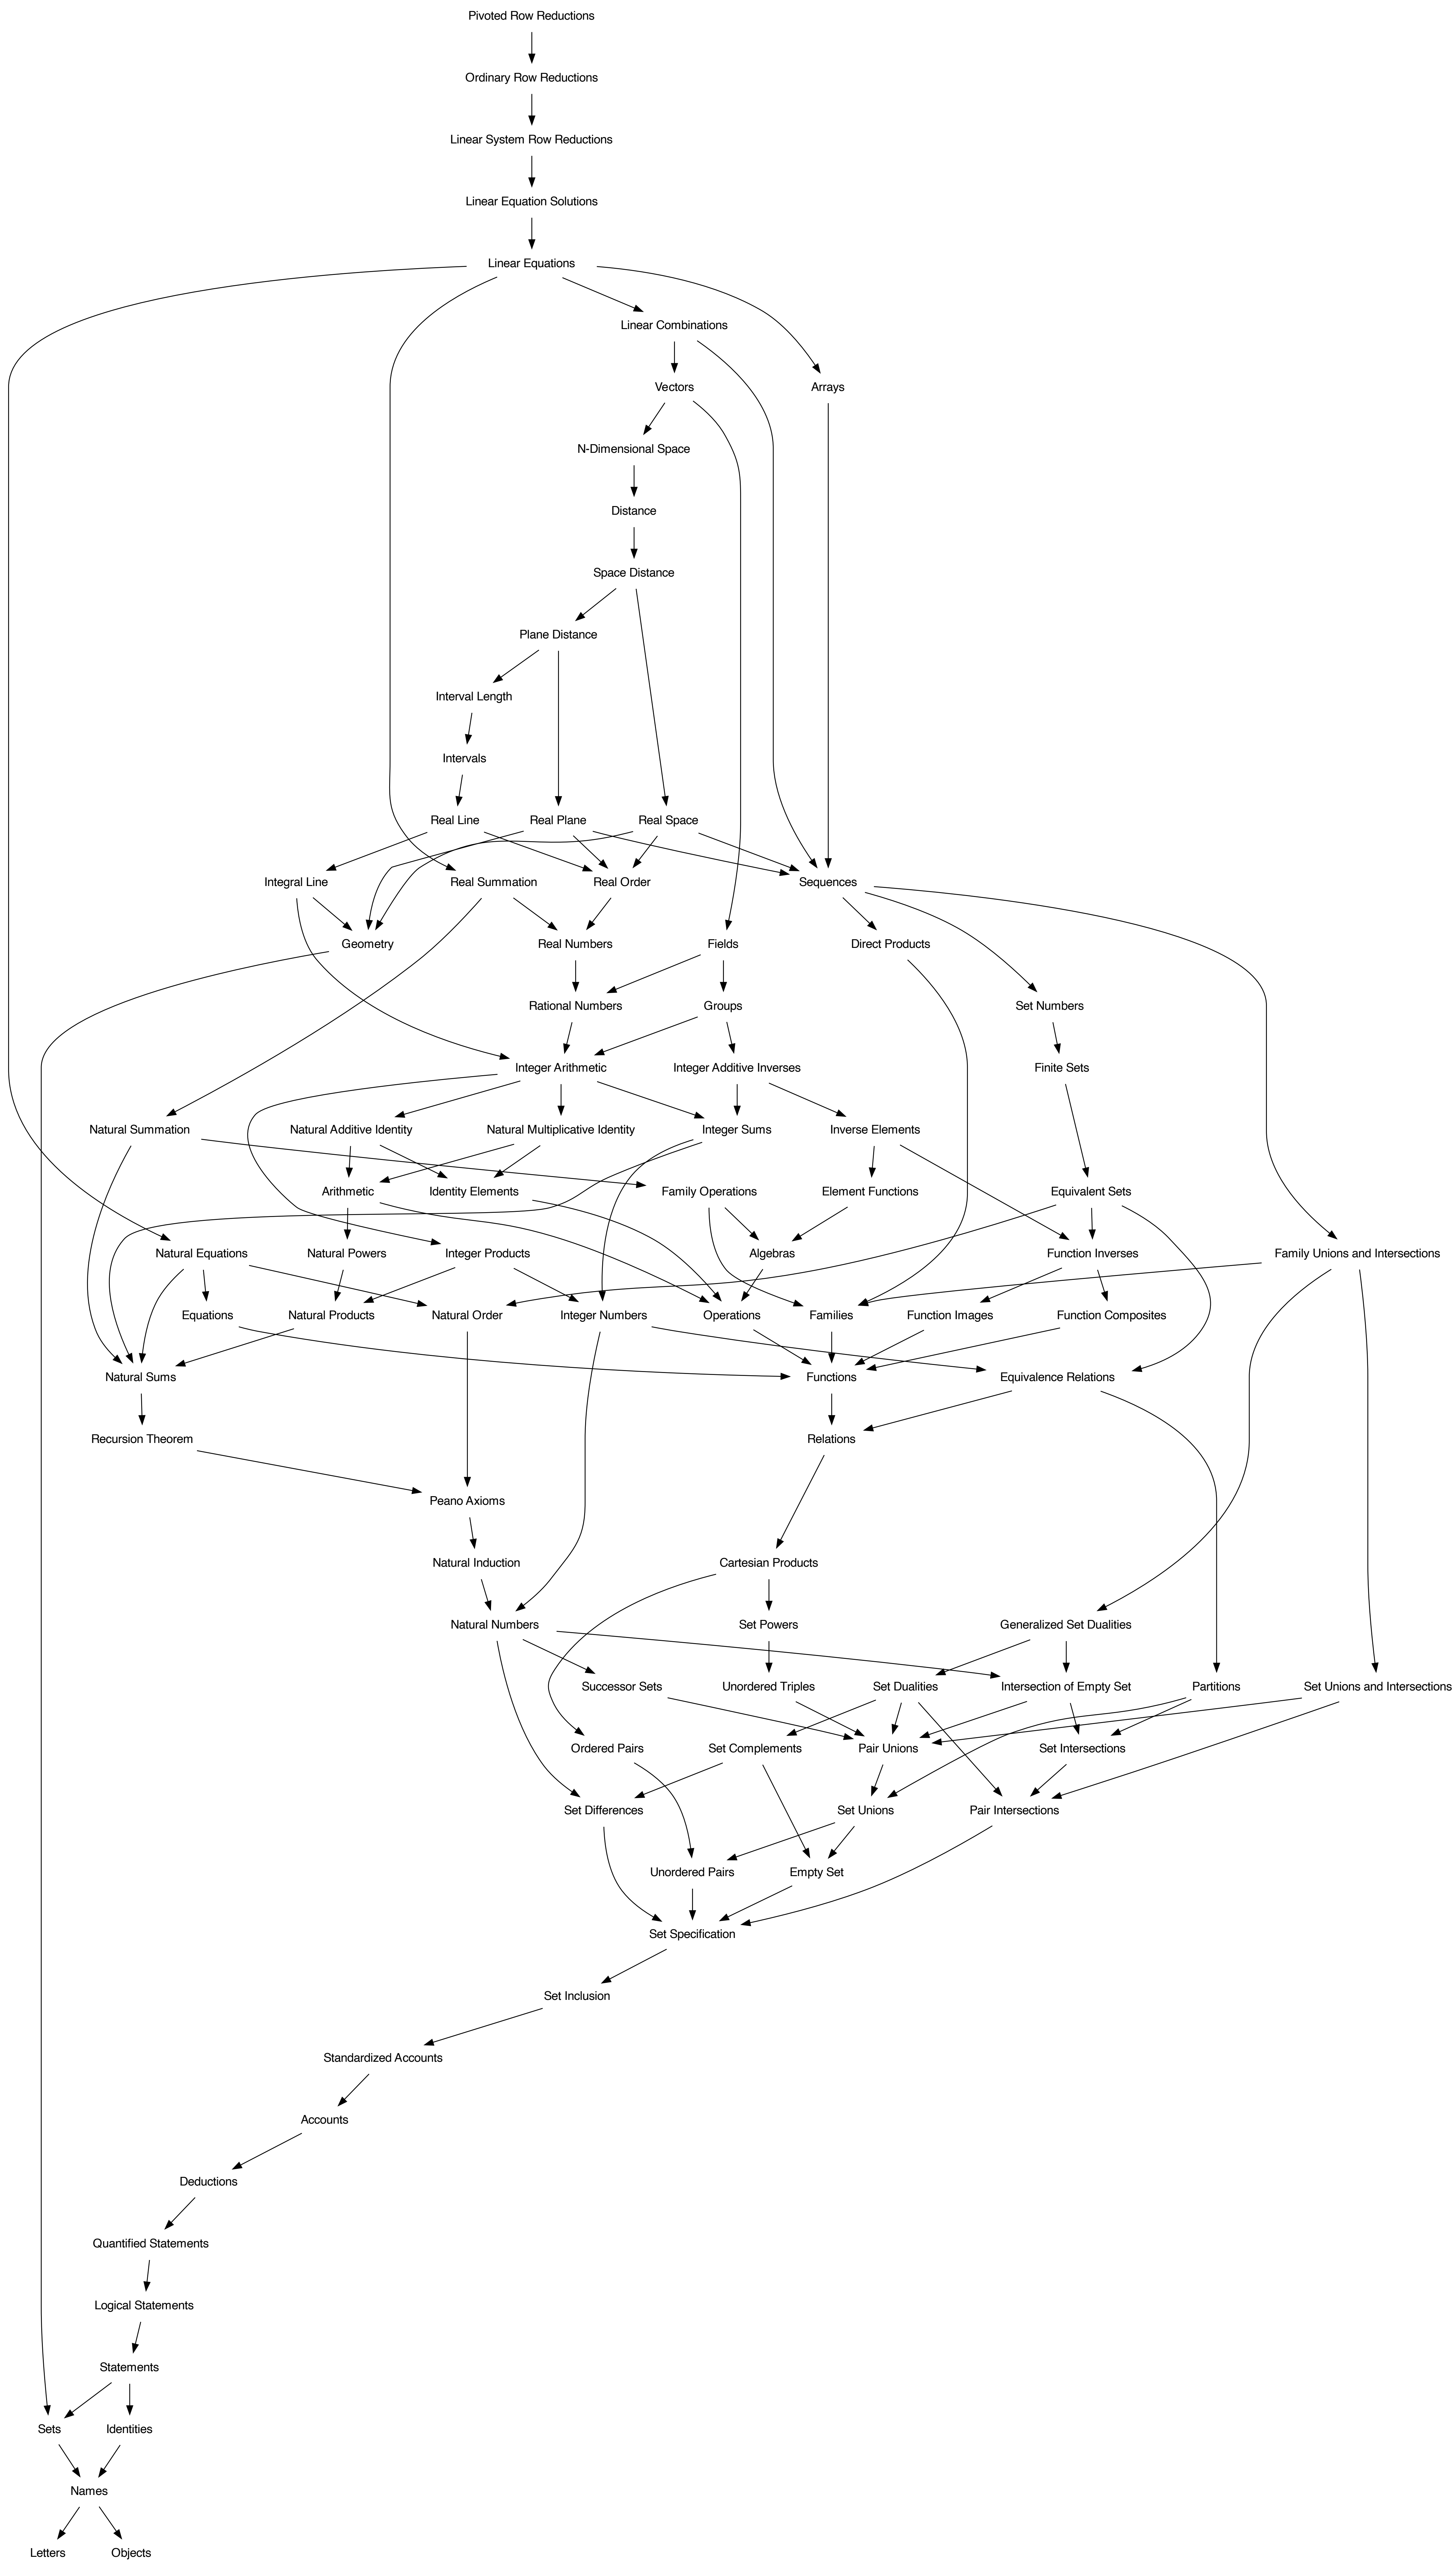 Pivoted Row Reductions
Ordinary Row Reductions
Linear System Row Reductions
Linear Equation Solutions
Linear Equations
Linear Combinations
Vectors
Arrays
N-Dimensional Space
Distance
Space Distance
Plane Distance
Interval Length
Intervals
Real Line
Real Plane
Real Space
Integral Line
Real Summation
Real Order
Sequences
Geometry
Real Numbers
Fields
Direct Products
Rational Numbers
Groups
Set Numbers
Integer Arithmetic
Integer Additive Inverses
Finite Sets
Natural Summation
Natural Additive Identity
Natural Multiplicative Identity
Integer Sums
Inverse Elements
Arithmetic
Identity Elements
Family Operations
Element Functions
Equivalent Sets
Natural Equations
Natural Powers
Integer Products
Algebras
Function Inverses
Family Unions and Intersections
Equations
Natural Products
Natural Order
Integer Numbers
Operations
Families
Function Images
Function Composites
Natural Sums
Functions
Equivalence Relations
Recursion Theorem
Relations
Peano Axioms
Natural Induction
Cartesian Products
Natural Numbers
Set Powers
Generalized Set Dualities
Successor Sets
Unordered Triples
Set Dualities
Intersection of Empty Set
Partitions
Set Unions and Intersections
Ordered Pairs
Set Complements
Pair Unions
Set Intersections
Set Differences
Set Unions
Pair Intersections
Unordered Pairs
Empty Set
Set Specification
Set Inclusion
Standardized Accounts
Accounts
Deductions
Quantified Statements
Logical Statements
Statements
Sets
Identities
Names
Letters
Objects